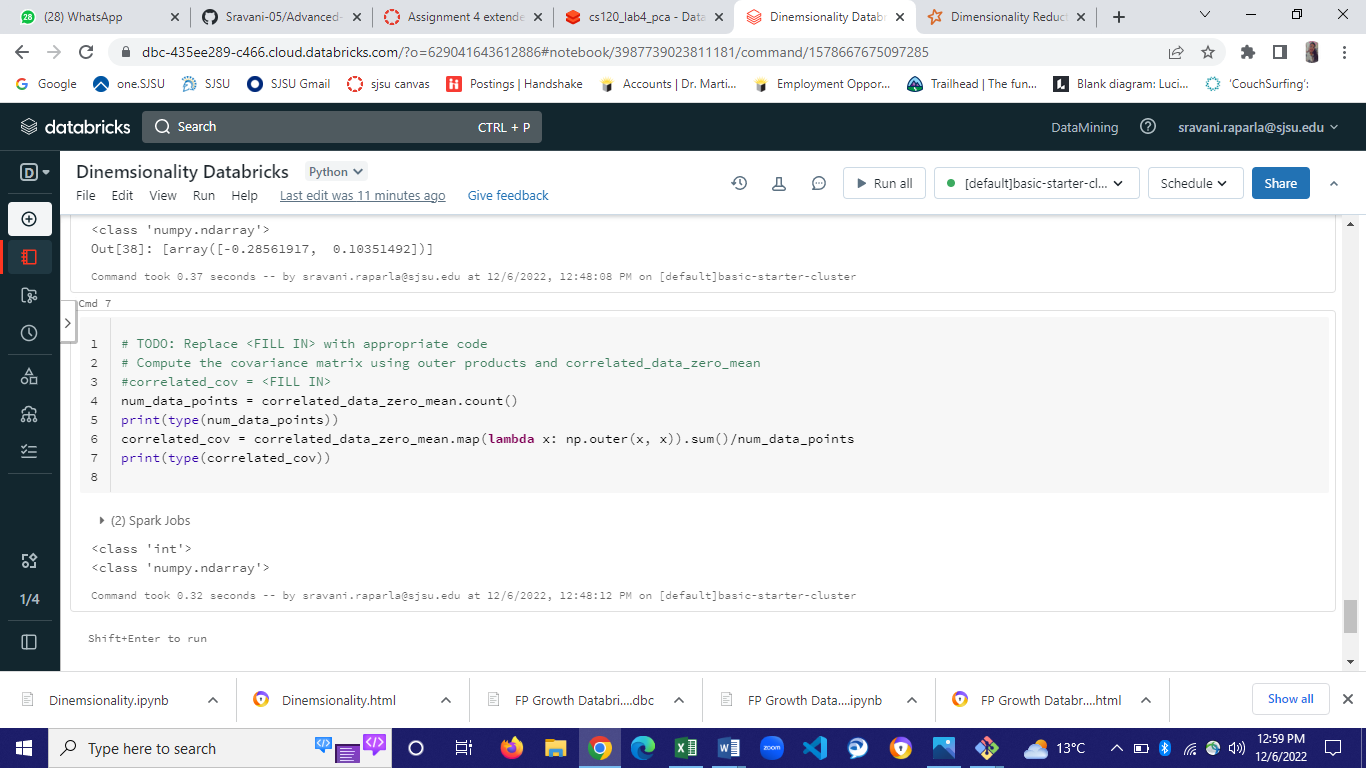 (28) WhatsApp
Sravani-05/Advanced-
Assignment 4 extende
cs120_lab4_pca - Data
Dinemsionality Databr
Dimensionality Reduct
dbc-435ee289-c466.cloud.databricks.com/?o=629041643612886#notebook/3987739023811181/command/1578667675097285
Google
one.SJSU
SJSU
SJSU Gmail
sjsu canvas
Postings | Handshake
Accounts | Dr. Marti...
Employment Oppor...
Trailhead | The fun...
Blank diagram: Luci...
'CouchSurfing':
databricks
Search
CTRL + P
DataMining
sravani.raparla@sjsu.edu
D
Dinemsionality Databricks
Python
File Edit View Run Help
Last edit was 11 minutes ago
Give feedback
Run all
[default]basic-starter-cl...
Schedule
Share
<class 'numpy.ndarray'>
Out[38]: [array([-0.28561917,  0.10351492])]
Command took 0.37 seconds -- by sravani.raparla@sjsu.edu at 12/6/2022, 12:48:08 PM on [default]basic-starter-cluster
Cmd 7
1 # TODO: Replace <FILL IN> with appropriate code
2 # Compute the covariance matrix using outer products and correlated_data_zero_mean
3 #correlated_cov = <FILL IN>
4 num_data_points = correlated_data_zero_mean.count()
5 print(type(num_data_points))
6 correlated_cov = correlated_data_zero_mean.map(lambda x: np.outer(x, x)).sum()/num_data_points
7 print(type(correlated_cov))
8
(2) Spark Jobs
<class 'int'>
<class 'numpy.ndarray'>
Command took 0.32 seconds -- by sravani.raparla@sjsu.edu at 12/6/2022, 12:48:12 PM on [default]basic-starter-cluster
1/4
Shift+Enter to run
Dinemsionality.ipynb
Dinemsionality.html
FP Growth Databri....dbc
FP Growth Data....ipynb
FP Growth Databr....html
Show all
Type here to search
zoom
13°C
12:59 PM
12/6/2022